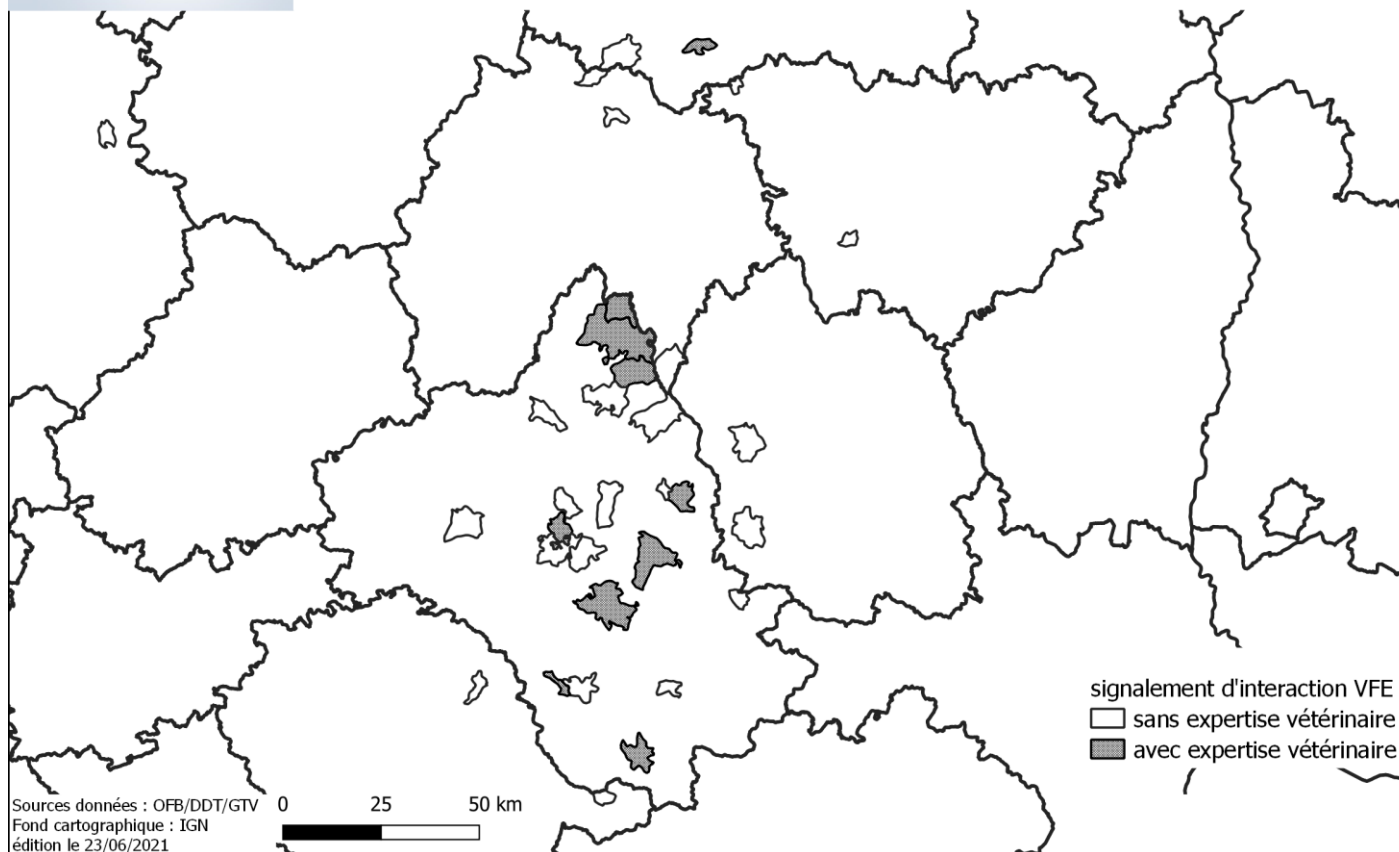 signalement d'interaction VFE
sans expertise vétérinaire
avec expertise vétérinaire
Sources données : OFB/DDT/GTV
Fond cartographique : IGN
édition le 23/06/2021
0 25 50 km